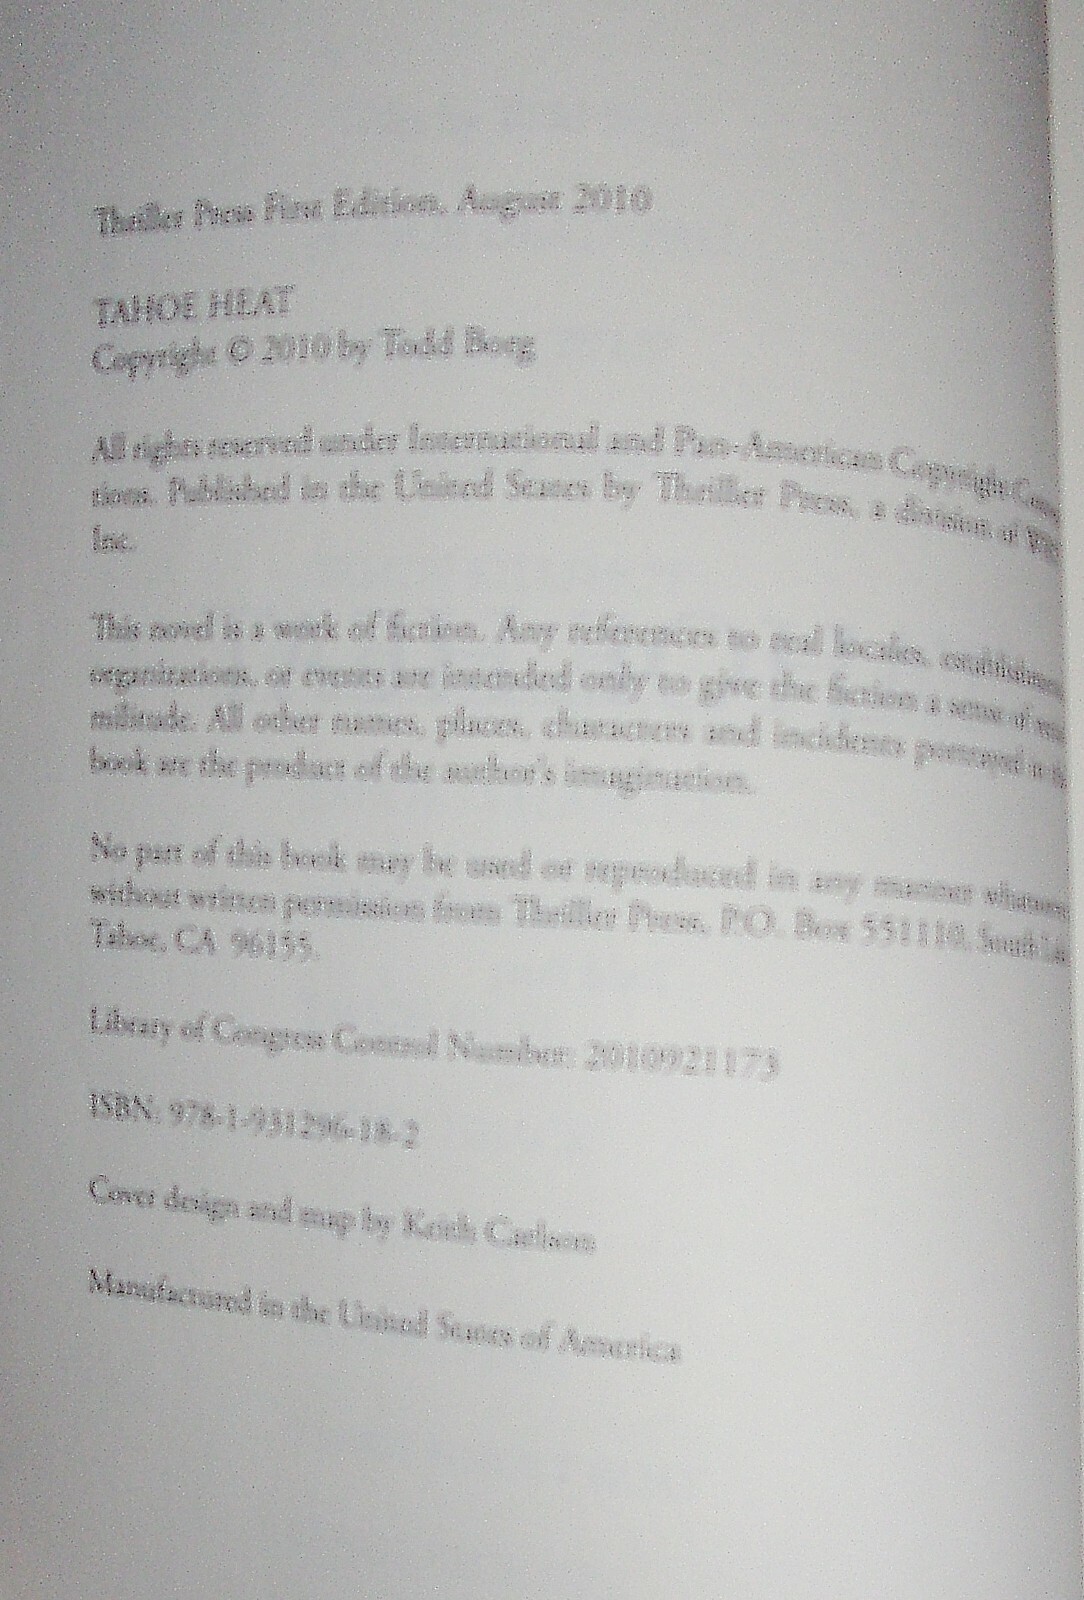 Thriller Press First Edition, August 2010
TAHOE HEAT
Copyright © 2010 by Todd Borg
All rights reserved under International and Pan-American Copyright
tions. Published in the United States by Thriller Press, a division of
Inc.
This novel is a work of fiction. Any references to real locales, establishments,
organizations, or events are intended only to give the fiction a sense of
militude. All other names, places, characters and incidents portrayed in
book are the product of the author's imagination.
No part of this book may be used or reproduced in any manner
without written permission from Thriller Press, P.O. Box 551110, South
Tahoe, CA 96155.
Library of Congress Control Number: 2010921173
ISBN: 978-1-931296-18-2
Cover design and map by Keith Carlson
Manufactured in the United States of America